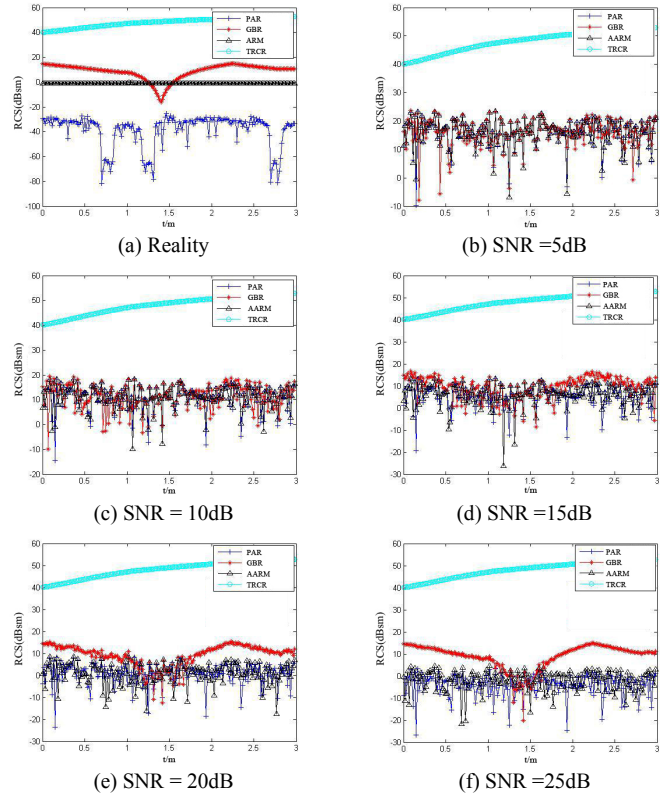 60
40
20
0
-20
-40
-60
-80
-100
RCS(dBsm)
0 0.5 1 1.5 2 2.5 3
t/m
PAR
GBR
ARM
TRCR
(a) Reality
60
50
40
30
20
10
0
-10
RCS(dBsm)
0 0.5 1 1.5 2 2.5 3
t/m
PAR
GBR
AARM
TRCR
(b) SNR =5dB
60
50
40
30
20
10
0
-10
-20
RCS(dBsm)
0 0.5 1 1.5 2 2.5 3
t/m
PAR
GBR
AARM
TRCR
(c) SNR = 10dB
60
50
40
30
20
10
0
-10
-20
-30
RCS(dBsm)
0 0.5 1 1.5 2 2.5 3
t/m
PAR
GBR
AARM
TRCR
(d) SNR =15dB
60
50
40
30
20
10
0
-10
-20
-30
RCS(dBsm)
0 0.5 1 1.5 2 2.5 3
t/m
PAR
GBR
AARM
TRCR
(e) SNR = 20dB
60
50
40
30
20
10
0
-10
-20
-30
RCS(dBsm)
0 0.5 1 1.5 2 2.5 3
t/m
PAR
GBR
AARM
TRCR
(f) SNR =25dB